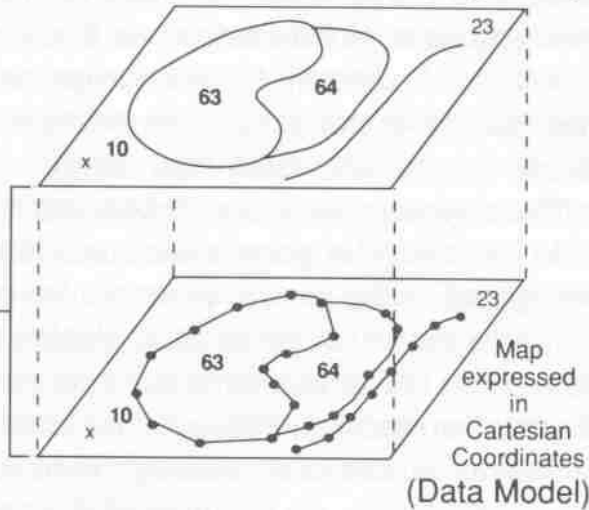 23
63
64
10
x
23
63
64
10
x
Map
expressed
in
Cartesian
Coordinates
(Data Model)